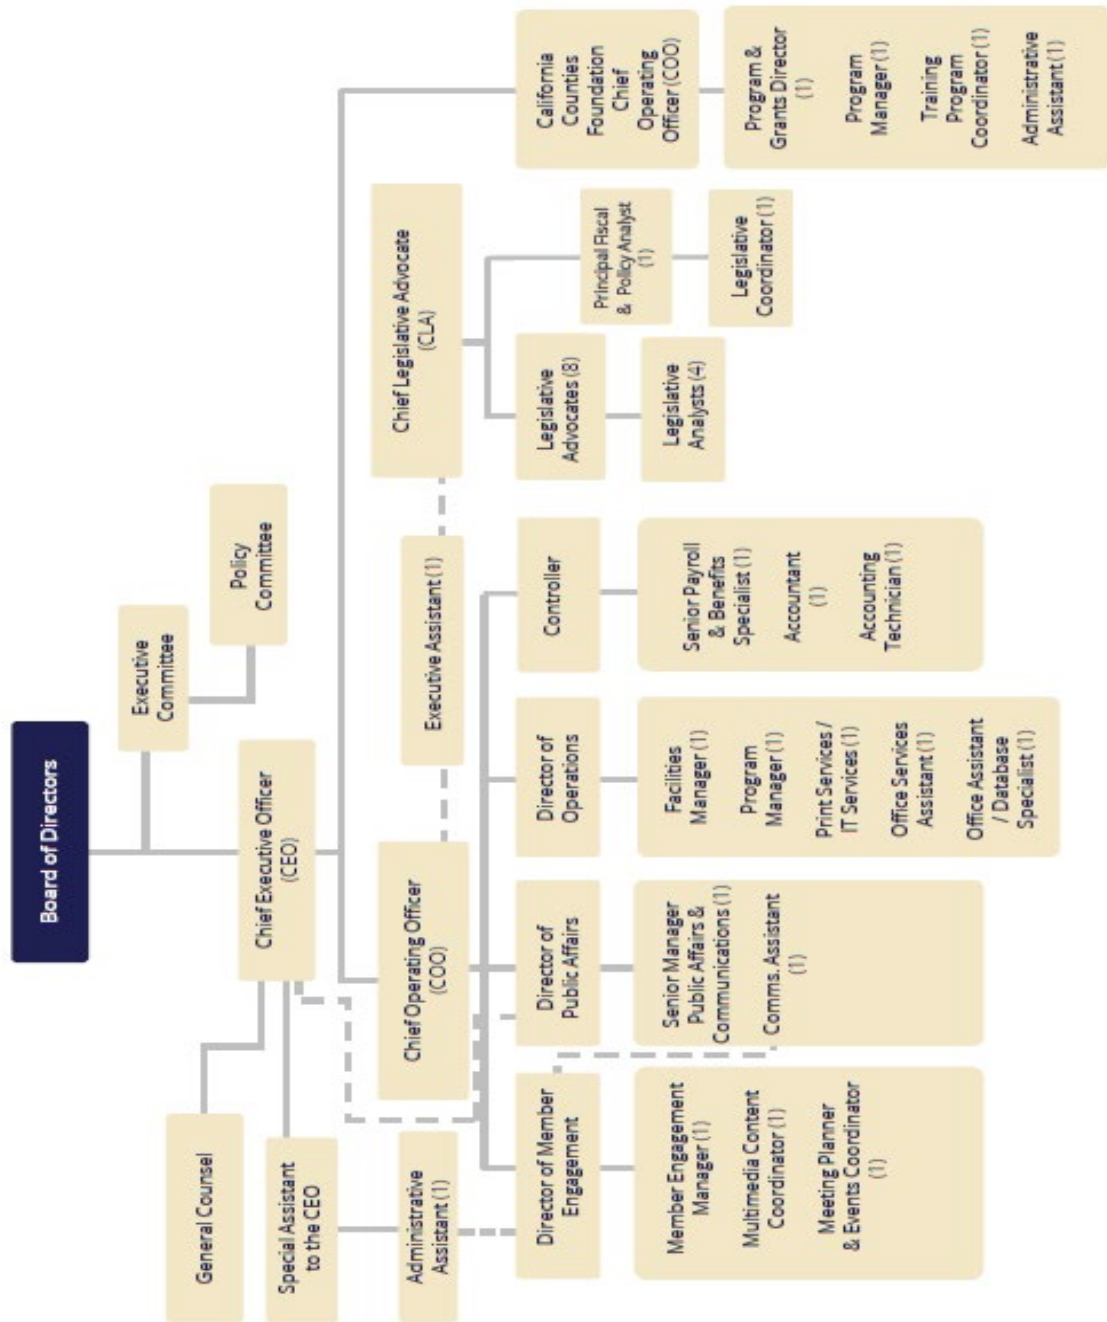 Board of Directors
Executive
Committee
Policy
Committee
General Counsel
Chief Executive Officer
(CEO)
Special Assistant
to the CEO
Administrative
Assistant (1)
Chief Operating Officer
(COO)
Executive Assistant (1)
Chief Legislative Advocate
(CLA)
California
Counties
Foundation
Chief
Operating
Officer (COO)
Director of Member
Engagement
Director of
Public Affairs
Director of
Operations
Controller
Legislative
Advocates (8)
Principal Fiscal
& Policy Analyst
(1)
Member Engagement
Manager (1)
Multimedia Content
Coordinator (1)
Meeting Planner
& Events Coordinator
(1)
Senior Manager
Public Affairs &
Communications (1)
Comms. Assistant
(1)
Facilities
Manager (1)
Program
Manager (1)
Print Services /
IT Services (1)
Office Services
Assistant (1)
Office Assistant
/ Database
Specialist (1)
Senior Payroll
& Benefits
Specialist (1)
Accountant
(1)
Accounting
Technician (1)
Legislative
Analysts (4)
Legislative
Coordinator (1)
Program &
Grants Director
(1)
Program
Manager (1)
Training
Program
Coordinator (1)
Administrative
Assistant (1)